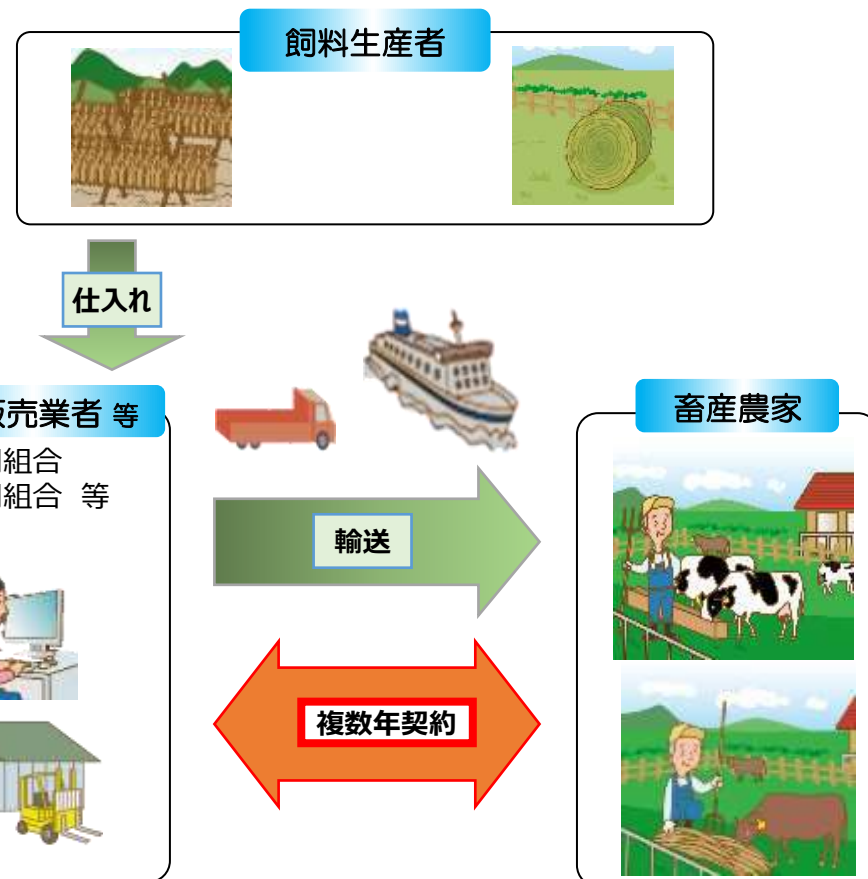 飼料生産者
仕入れ
売業者 等
組合
組合 等
輸送
複数年契約
畜産農家